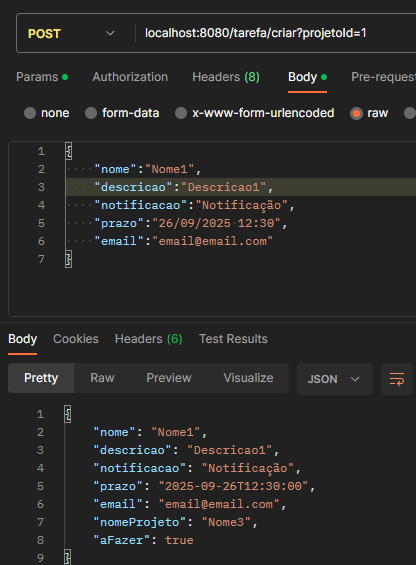 POST localhost:8080/tarefa/criar?projetoId=1
Params Authorization Headers (8) Body Pre-reques
none form-data x-www-form-urlencoded raw
1 {
2 "nome":"Nome1",
3 "descricao":"Descricao1",
4 "notificacao":"Notificação",
5 "prazo":"26/09/2025 12:30",
6 "email":"email@email.com"
7 }
Body Cookies Headers (6) Test Results
Pretty Raw Preview Visualize JSON
1 {
2 "nome": "Nome1",
3 "descricao": "Descricao1",
4 "notificacao": "Notificação",
5 "prazo": "2025-09-26T12:30:00",
6 "email": "email@email.com",
7 "nomeProjeto": "Nome3",
8 "aFazer": true
9 }